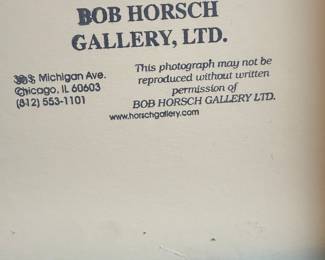 BOB HORSCH
GALLERY, LTD.
S. Michigan Ave.
Chicago, IL 60603
(312) 553-1101
This photograph may not be
reproduced without written
permission of
BOB HORSCH GALLERY LTD.
www.horschgallery.com